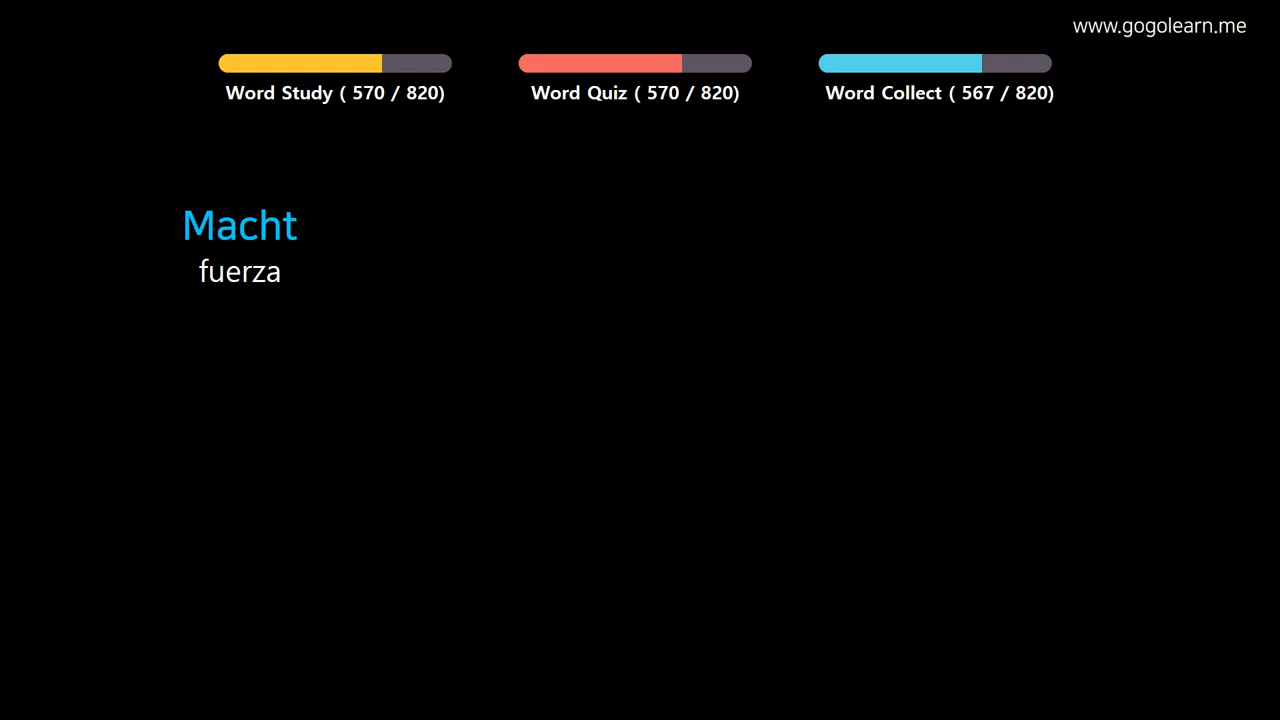 www.gogolearn.me
Word Study ( 570 / 820)
Word Quiz ( 570 / 820)
Word Collect ( 567 / 820)
Macht
fuerza